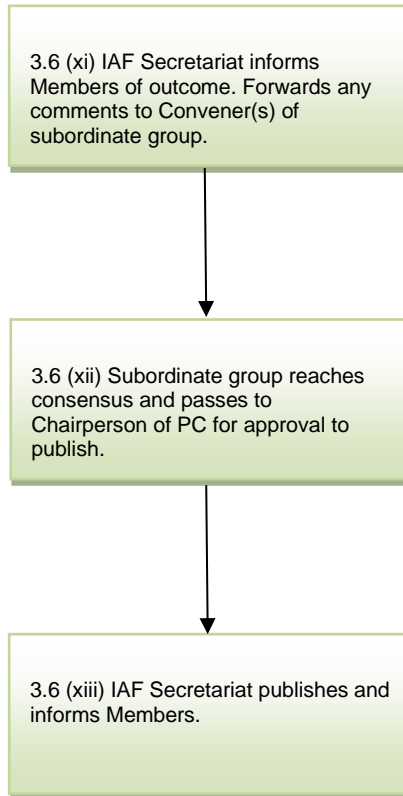 3.6 (xi) IAF Secretariat informs
Members of outcome. Forwards any
comments to Convener(s) of
subordinate group.
3.6 (xii) Subordinate group reaches
consensus and passes to
Chairperson of PC for approval to
publish.
3.6 (xiii) IAF Secretariat publishes and
informs Members.